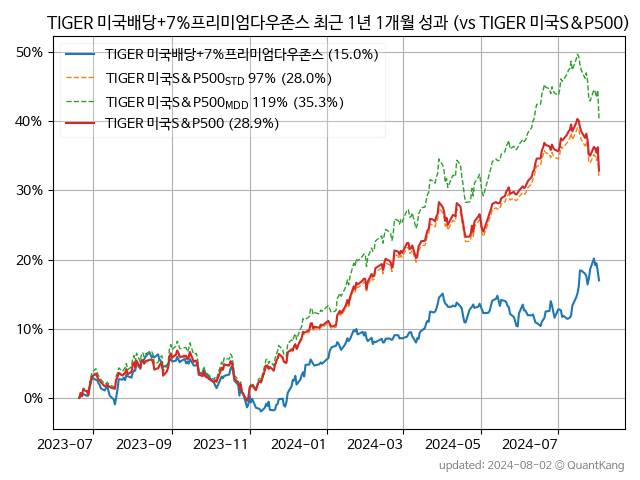 TIGER 미국배당+7%프리미엄다우존스 최근 1년 1개월 성과 (vs TIGER 미국S&P500)
50%
40%
30%
20%
10%
0%
TIGER 미국배당+7%프리미엄다우존스 (15.0%)
TIGER 미국S&P500STD 97% (28.0%)
TIGER 미국S&P500MDD 119% (35.3%)
TIGER 미국S&P500 (28.9%)
2023-07 2023-09 2023-11 2024-01 2024-03 2024-05 2024-07
updated: 2024-08-02 © QuantKang